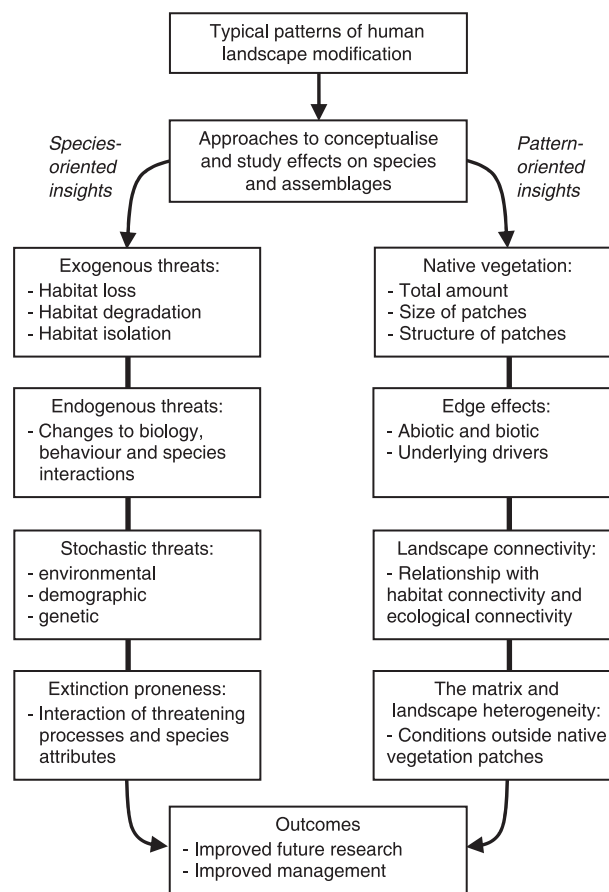 Typical patterns of human
landscape modification
Species-
oriented
insights
Approaches to conceptualise
and study effects on species
and assemblages
Pattern-
oriented
insights
Exogenous threats:
- Habitat loss
- Habitat degradation
- Habitat isolation
Native vegetation:
- Total amount
- Size of patches
- Structure of patches
Endogenous threats:
- Changes to biology,
behaviour and species
interactions
Edge effects:
- Abiotic and biotic
- Underlying drivers
Stochastic threats:
- environmental
- demographic
- genetic
Landscape connectivity:
- Relationship with
habitat connectivity and
ecological connectivity
Extinction proneness:
- Interaction of threatening
processes and species
attributes
The matrix and
landscape heterogeneity:
- Conditions outside native
vegetation patches
Outcomes
- Improved future research
- Improved management